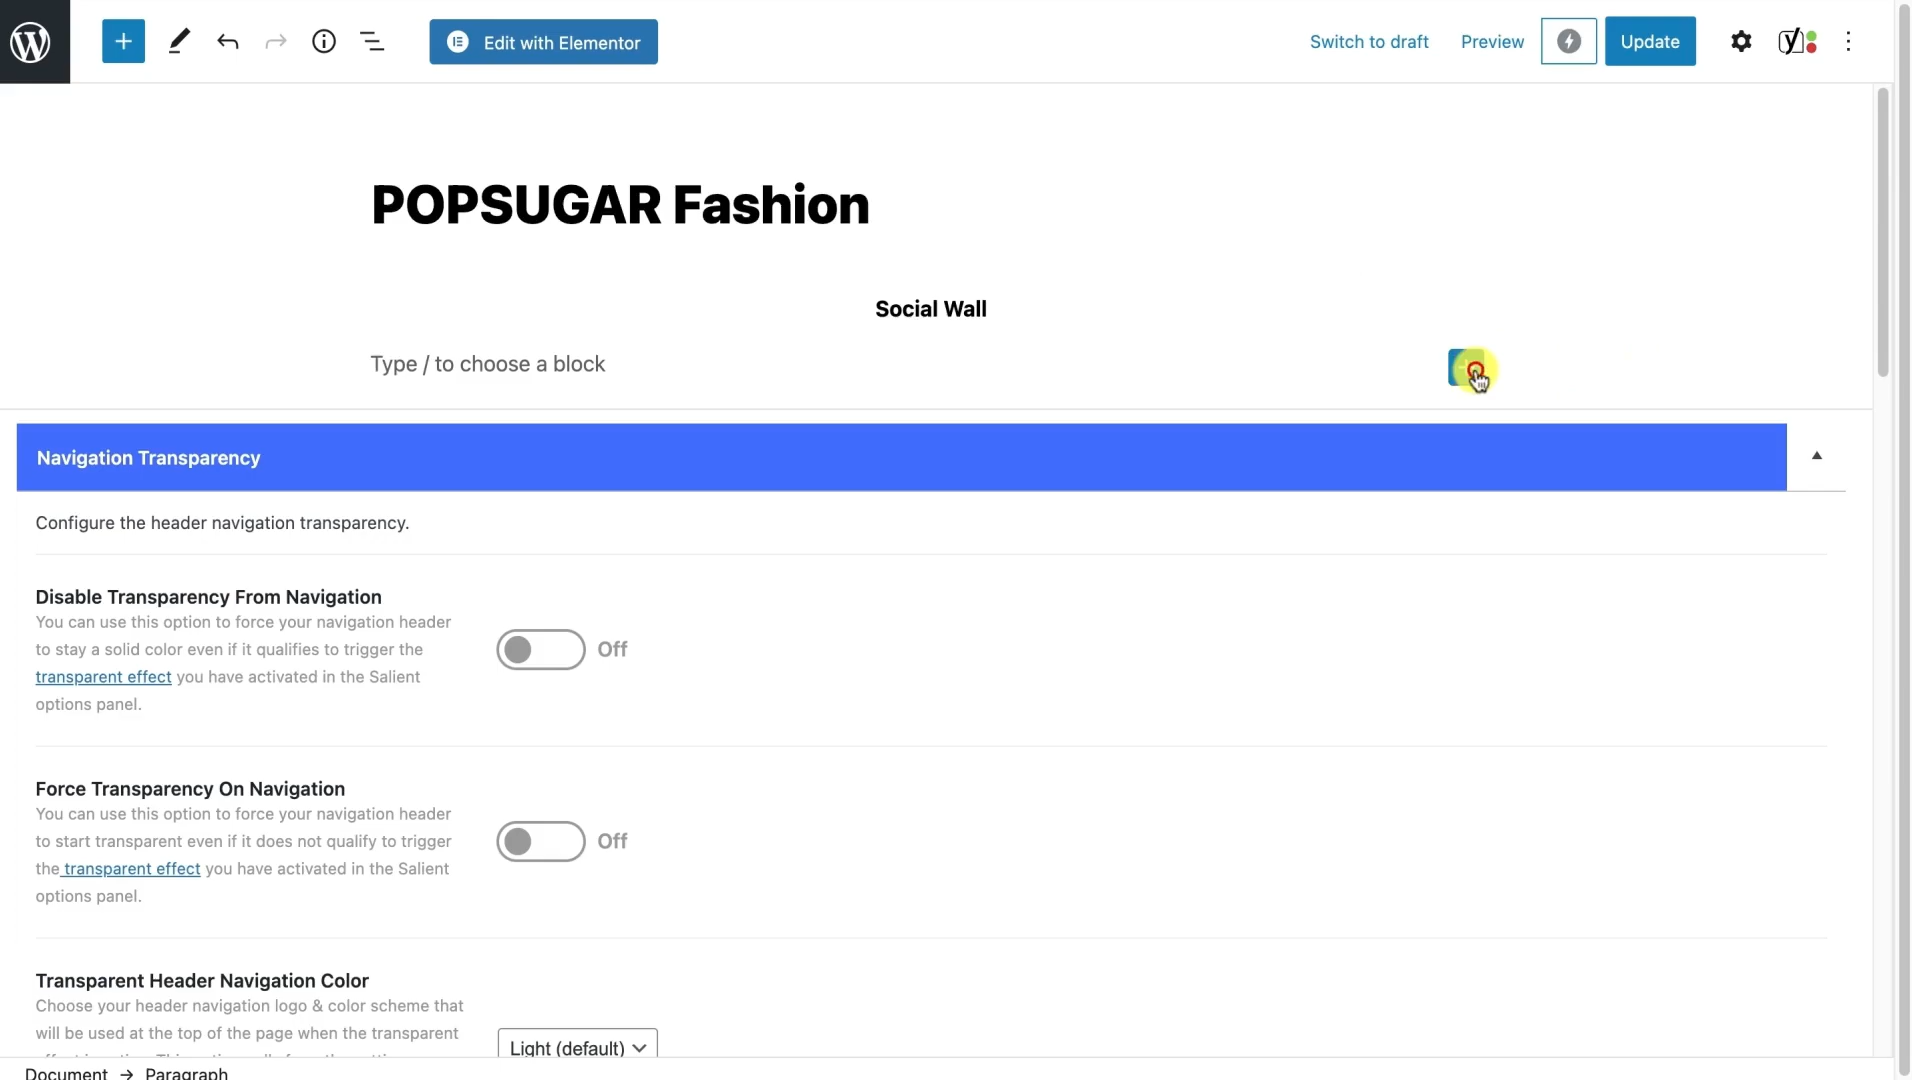 Edit with Elementor
Switch to draft
Preview
Update
POPSUGAR Fashion
Social Wall
Type / to choose a block
Navigation Transparency
Configure the header navigation transparency.
Disable Transparency From Navigation
You can use this option to force your navigation header
to stay a solid color even if it qualifies to trigger the
transparent effect you have activated in the Salient
options panel.
Off
Force Transparency On Navigation
You can use this option to force your navigation header
to start transparent even if it does not qualify to trigger
the transparent effect you have activated in the Salient
options panel.
Off
Transparent Header Navigation Color
Choose your header navigation logo & color scheme that
will be used at the top of the page when the transparent
Light (default)
Document → Paragraph